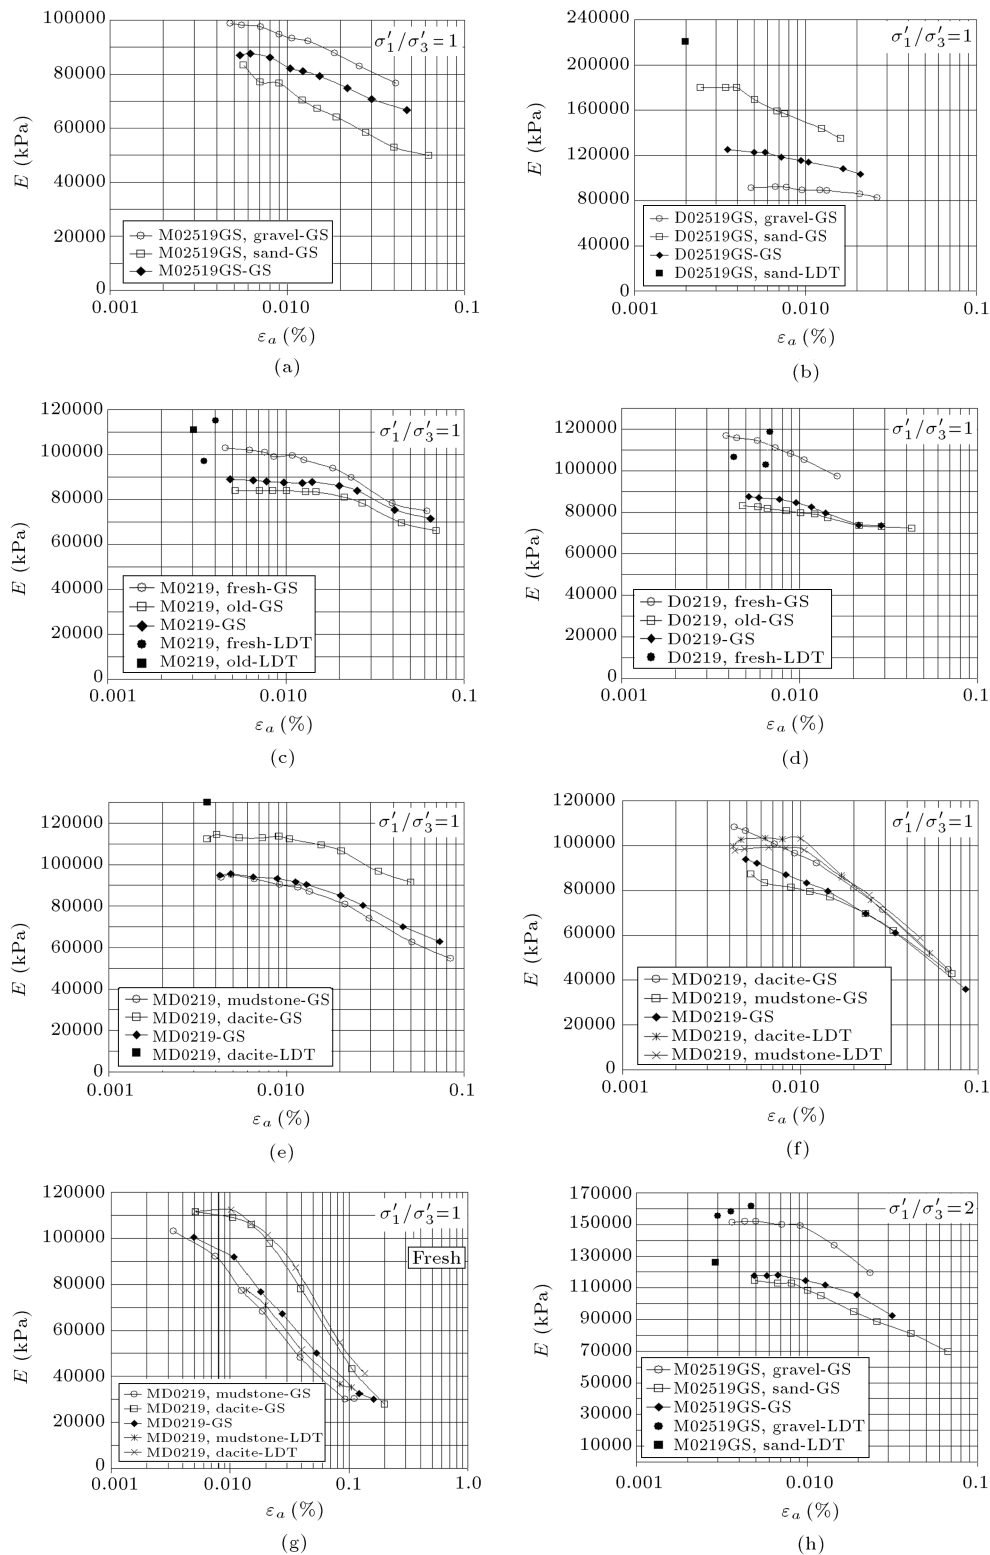 100000
80000
60000
40000
20000
0
E (kPa)
σ′1/σ′3=1
M02519GS, gravel-GS
M02519GS, sand-GS
M02519GS-GS
0.001
0.010
0.1
εa (%)
(a)
240000
200000
160000
120000
80000
40000
0
E (kPa)
σ′1/σ′3=1
D02519GS, gravel-GS
D02519GS, sand-GS
D02519GS-GS
D02519GS, sand-LDT
0.001
0.010
0.1
εa (%)
(b)
120000
100000
80000
60000
40000
20000
0
E (kPa)
σ′1/σ′3=1
M0219, fresh-GS
M0219, old-GS
M0219-GS
M0219, fresh-LDT
M0219, old-LDT
0.001
0.010
0.1
εa (%)
(c)
120000
100000
80000
60000
40000
20000
0
E (kPa)
σ′1/σ′3=1
D0219, fresh-GS
D0219, old-GS
D0219-GS
D0219, fresh-LDT
0.001
0.010
0.1
εa (%)
(d)
120000
100000
80000
60000
40000
20000
0
E (kPa)
σ′1/σ′3=1
MD0219, mudstone-GS
MD0219, dacite-GS
MD0219-GS
MD0219, dacite-LDT
0.001
0.010
0.1
εa (%)
(e)
120000
100000
80000
60000
40000
20000
0
E (kPa)
σ′1/σ′3=1
MD0219, dacite-GS
MD0219, mudstone-GS
MD0219-GS
MD0219, dacite-LDT
MD0219, mudstone-LDT
0.001
0.010
0.1
εa (%)
(f)
120000
100000
80000
60000
40000
20000
0
E (kPa)
σ′1/σ′3=1
Fresh
MD0219, mudstone-GS
MD0219, dacite-GS
MD0219-GS
MD0219, mudstone-LDT
MD0219, dacite-LDT
0.001
0.010
0.1
1.0
εa (%)
(g)
170000
150000
130000
110000
90000
70000
50000
30000
10000
E (kPa)
σ′1/σ′3=2
M02519GS, gravel-GS
M02519GS, sand-GS
M02519GS-GS
M02519GS, gravel-LDT
M0219GS, sand-LDT
0.001
0.010
0.1
εa (%)
(h)